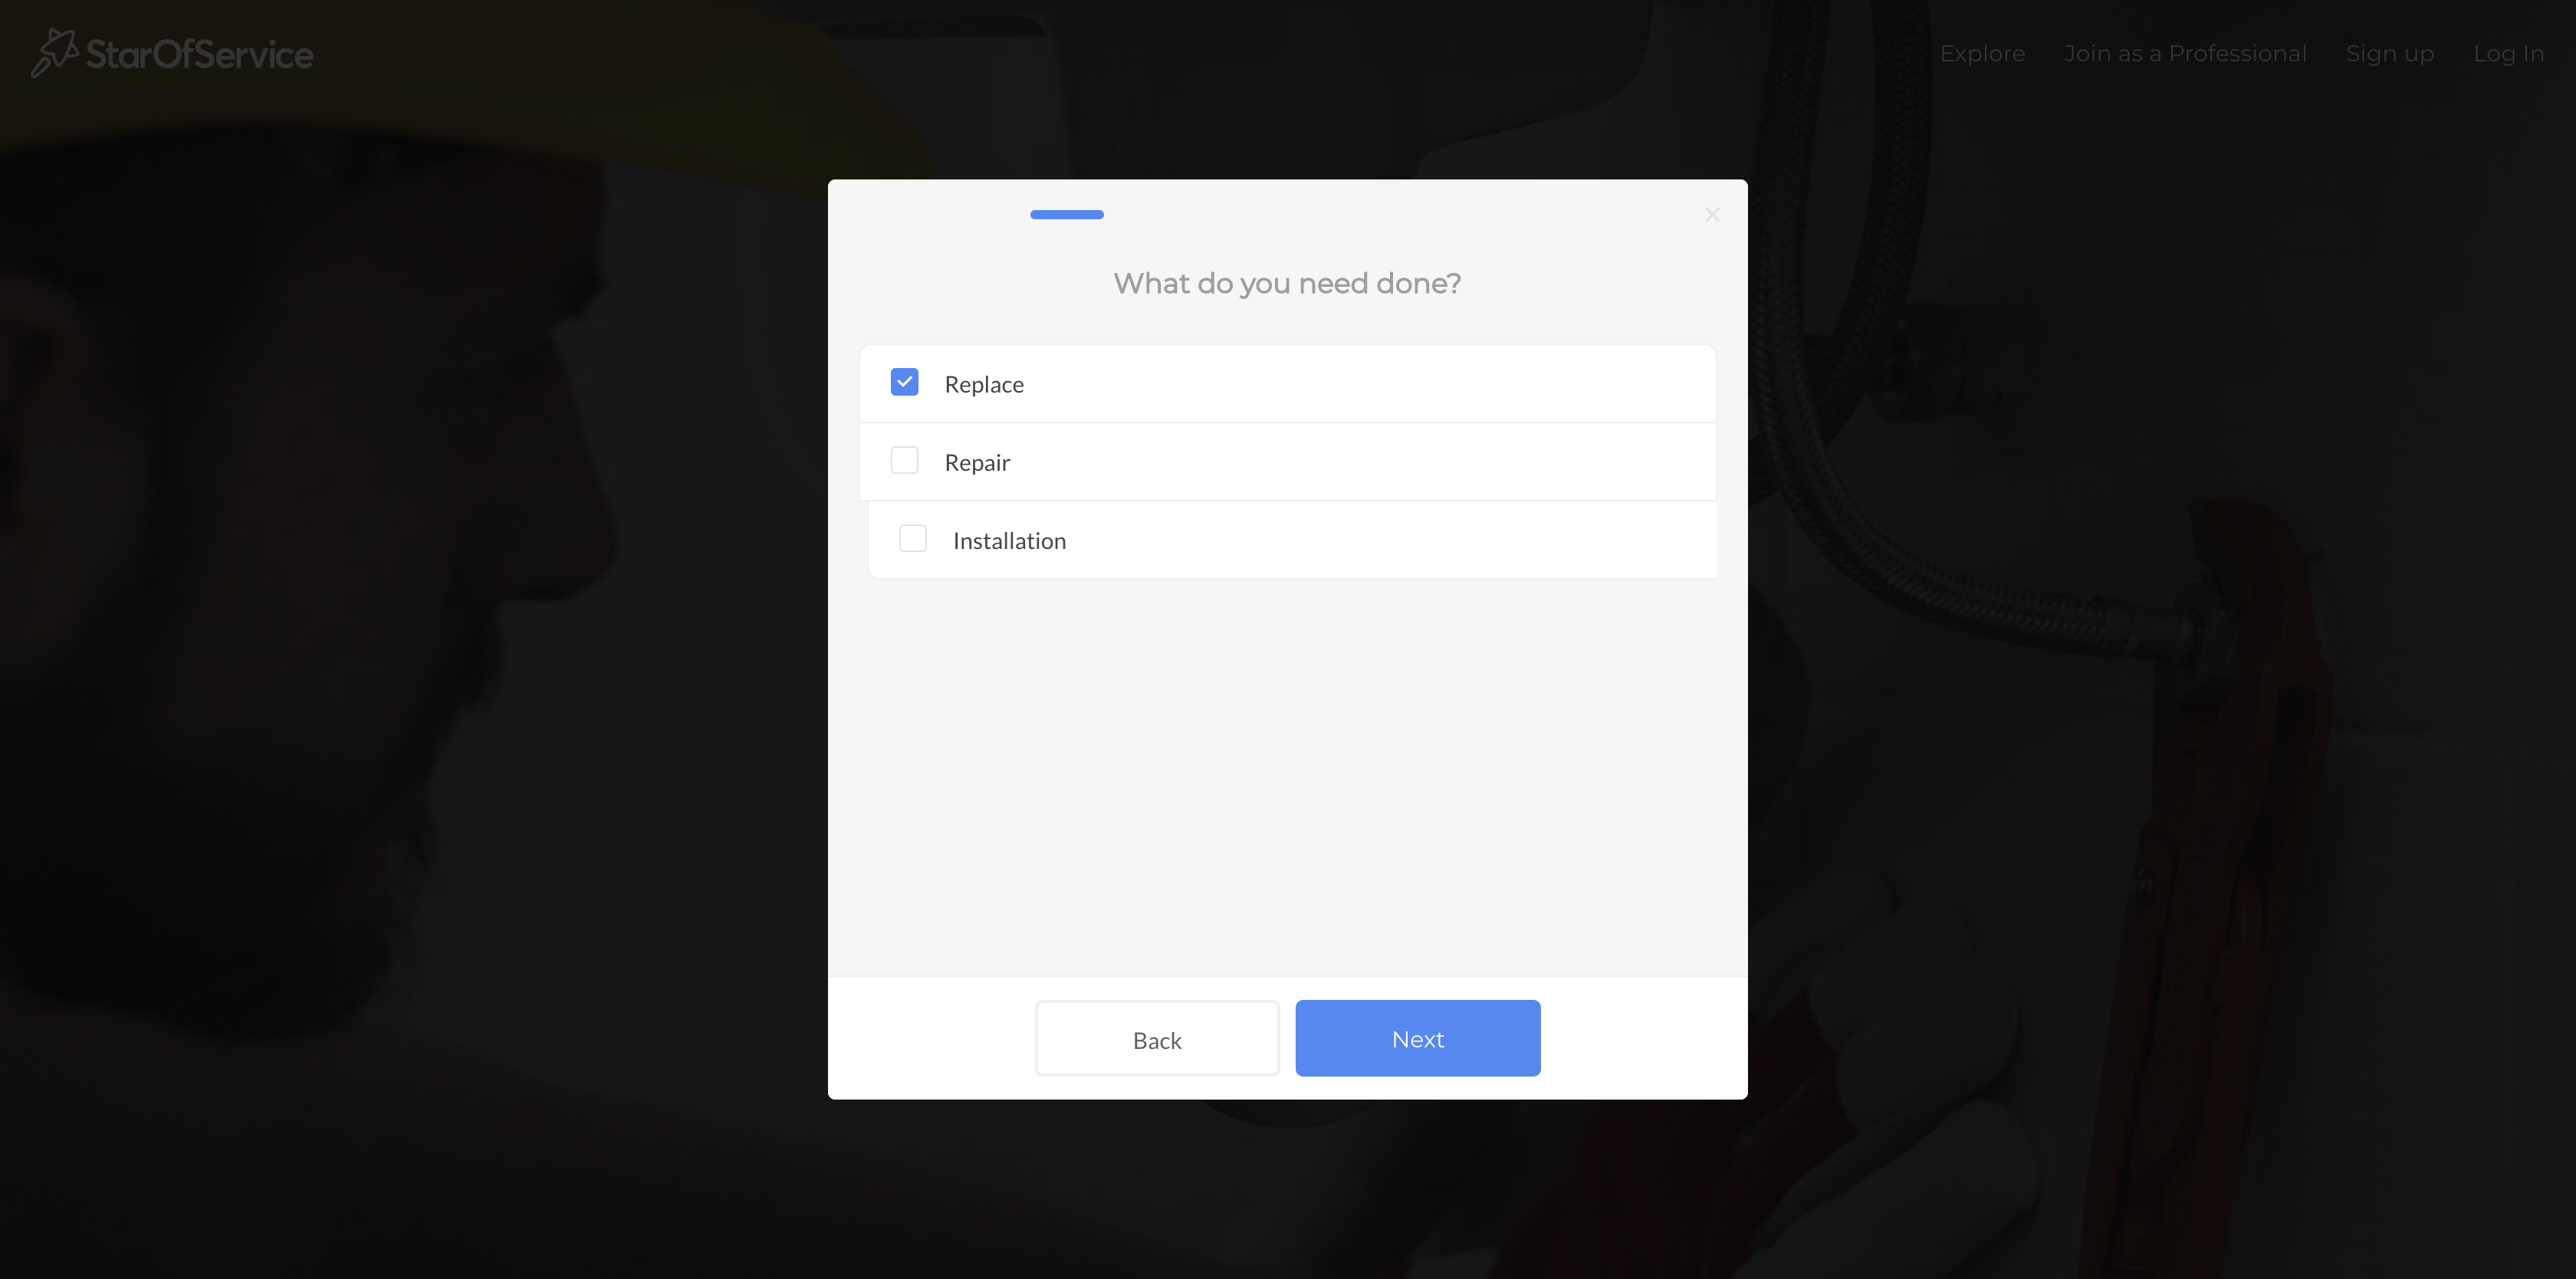 StarOfService
Explore Join as a Professional Sign up Log In
What do you need done?
Replace
Repair
Installation
Back Next